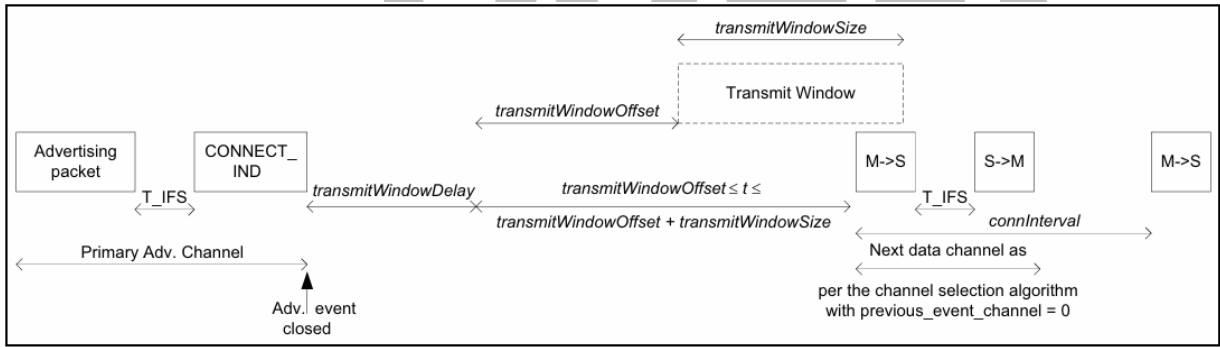 transmitWindowSize
Transmit Window
transmitWindowOffset
Advertising
packet
CONNECT_
IND
M->S
S->M
M->S
T_IFS
transmitWindowDelay
transmitWindowOffset ≤ t ≤
transmitWindowOffset + transmitWindowSize
T_IFS
connInterval
Primary Adv. Channel
Next data channel as
per the channel selection algorithm
with previous_event_channel = 0
Adv. event
closed